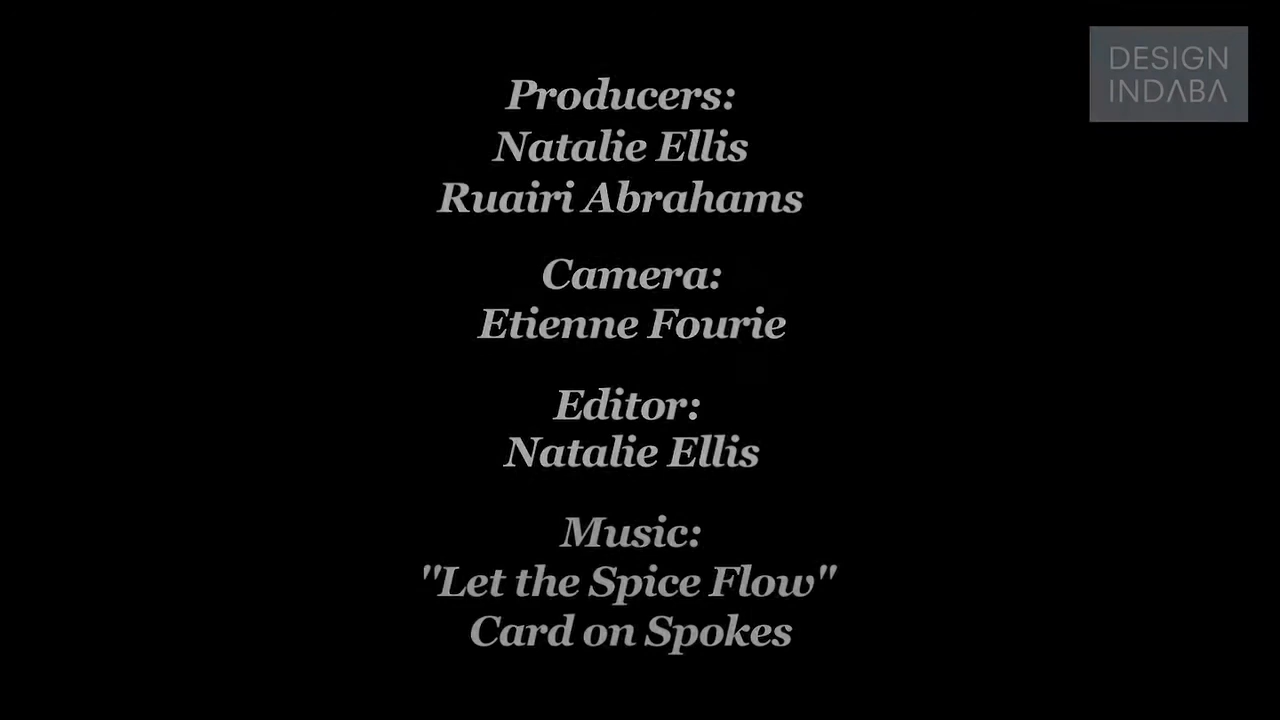 DESIGN
INDABA
Producers:
Natalie Ellis
Ruairi Abrahams
Camera:
Etienne Fourie
Editor:
Natalie Ellis
Music:
"Let the Spice Flow"
Card on Spokes